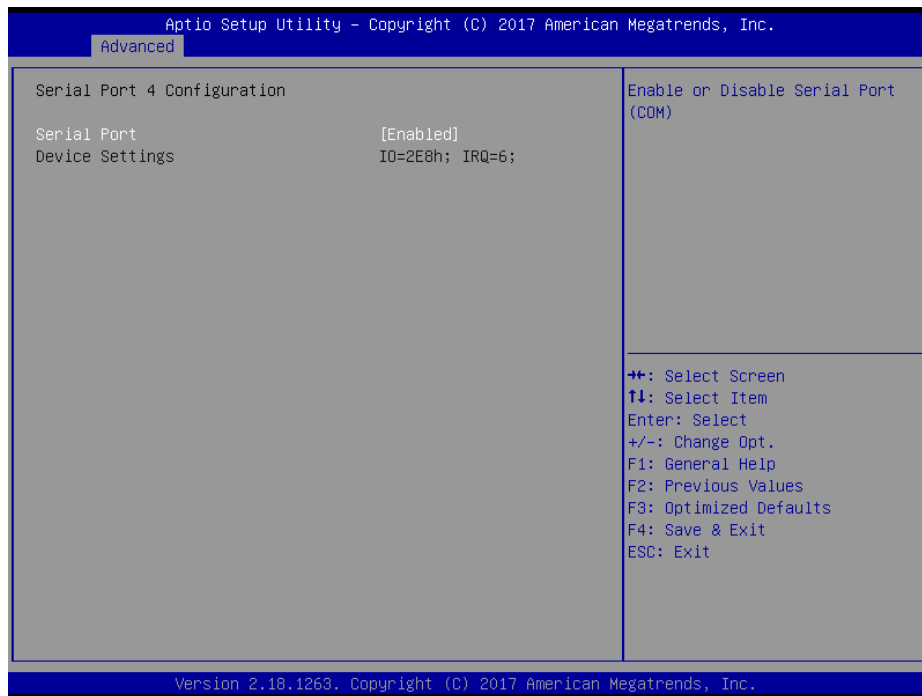 Aptio Setup Utility – Copyright (C) 2017 American Megatrends, Inc.
Advanced
Serial Port 4 Configuration
Serial Port [Enabled]
Device Settings IO=2E8h; IRQ=6;
Enable or Disable Serial Port
(COM)
→←: Select Screen
↑↓: Select Item
Enter: Select
+/-: Change Opt.
F1: General Help
F2: Previous Values
F3: Optimized Defaults
F4: Save & Exit
ESC: Exit
Version 2.18.1263. Copyright (C) 2017 American Megatrends, Inc.